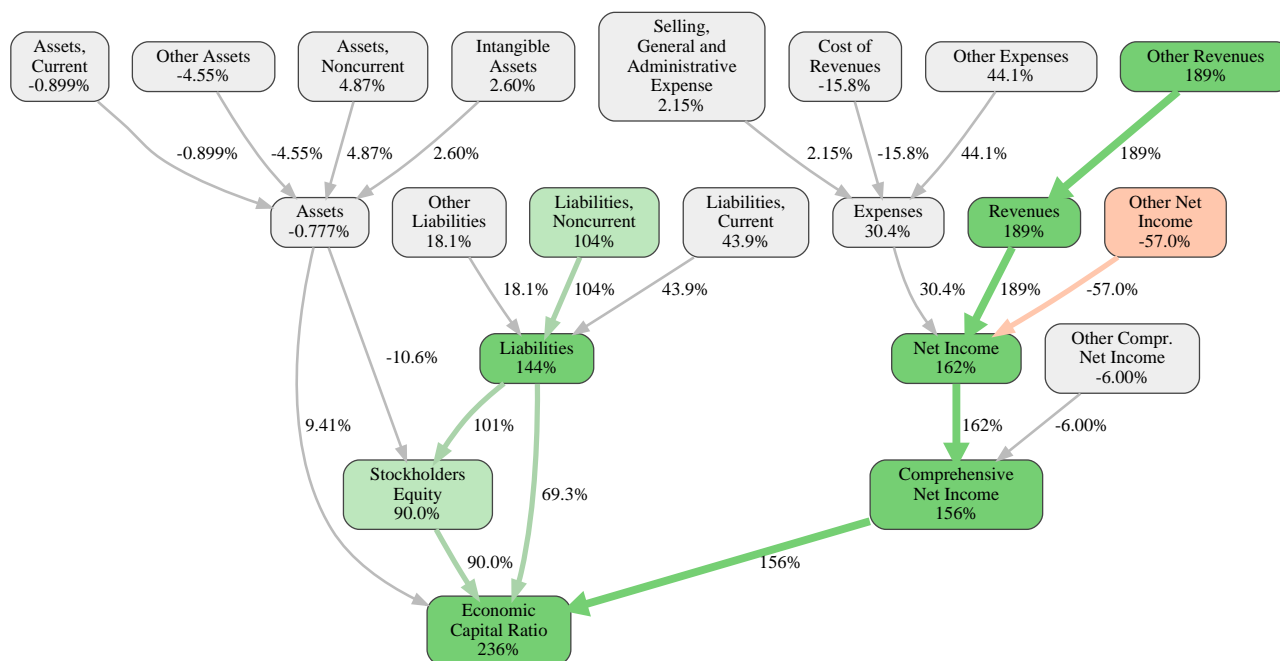 Assets,
Current
-0.899%
Other Assets
-4.55%
Assets,
Noncurrent
4.87%
Intangible
Assets
2.60%
Selling,
General and
Administrative
Expense
2.15%
Cost of
Revenues
-15.8%
Other Expenses
44.1%
Other Revenues
189%
-0.899%
-4.55%
4.87%
2.60%
2.15%
-15.8%
44.1%
189%
Assets
-0.777%
Other
Liabilities
18.1%
Liabilities,
Noncurrent
104%
Liabilities,
Current
43.9%
Expenses
30.4%
Revenues
189%
Other Net
Income
-57.0%
18.1%
104%
43.9%
30.4%
189%
-57.0%
-10.6%
Liabilities
144%
Net Income
162%
Other Compr.
Net Income
-6.00%
9.41%
101%
69.3%
162%
-6.00%
Stockholders
Equity
90.0%
Comprehensive
Net Income
156%
90.0%
156%
Economic
Capital Ratio
236%